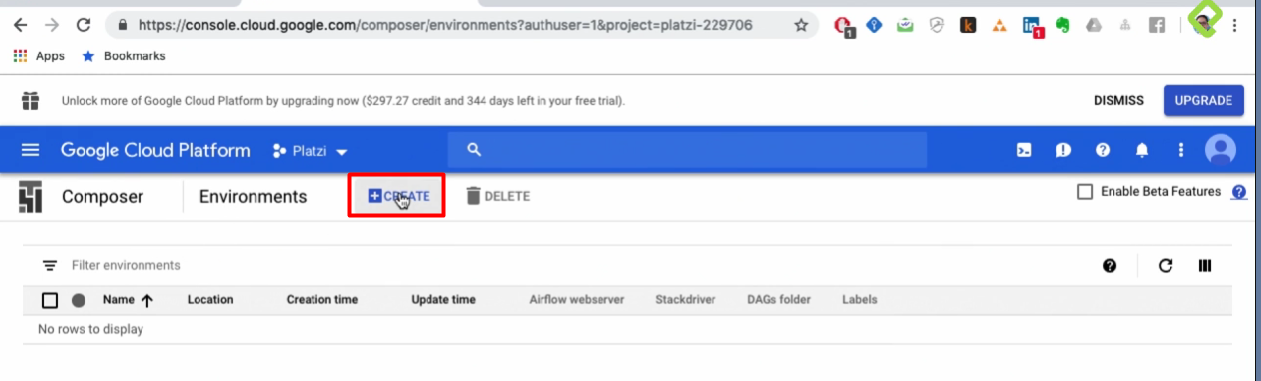 https://console.cloud.google.com/composer/environments?authuser=1&project=platzi-229706
1
in
1
k
Apps
Bookmarks
Unlock more of Google Cloud Platform by upgrading now ($297.27 credit and 344 days left in your free trial).
DISMISS
UPGRADE
Google Cloud Platform
Platzi
Composer
Environments
CREATE
DELETE
Enable Beta Features
Filter environments
Name
Location
Creation time
Update time
Airflow webserver
Stackdriver
DAGs folder
Labels
No rows to display